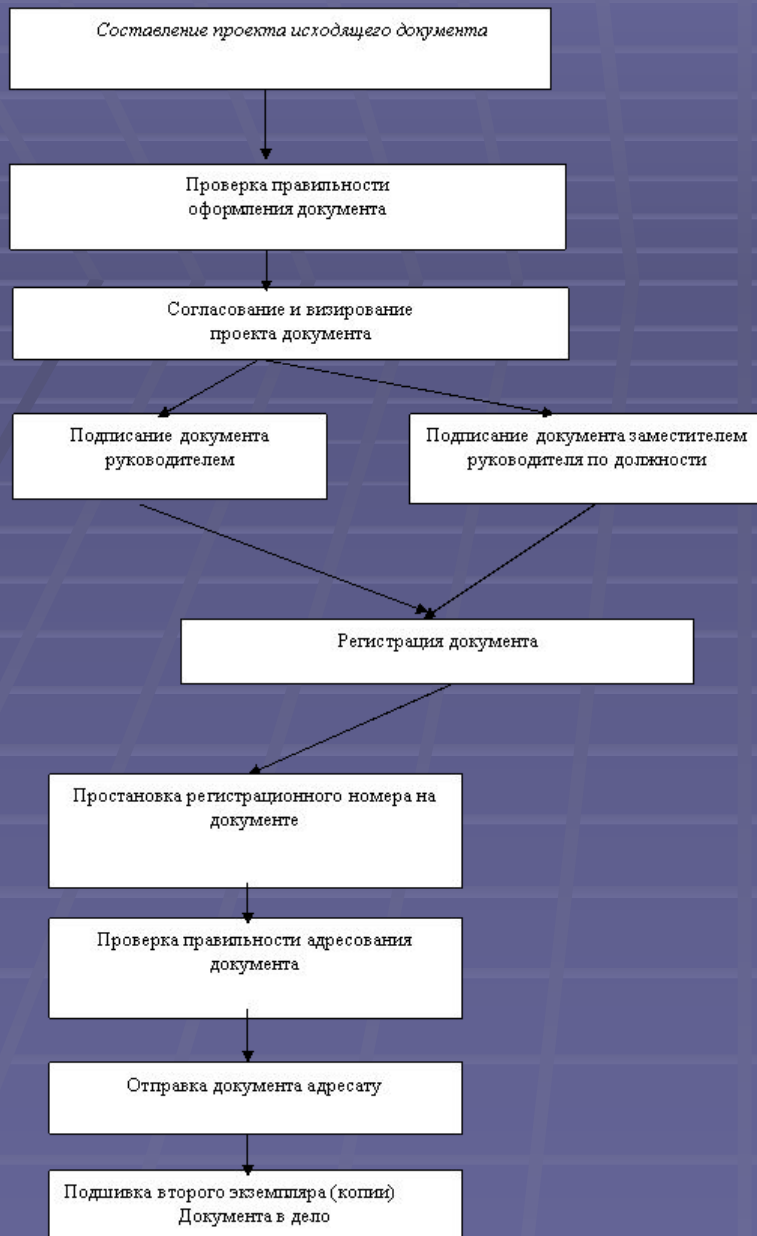 Составление проекта исходящего документа
Проверка правильности
оформления документа
Согласование и визирование
проекта документа
Подписание документа
руководителем
Подписание документа заместителем
руководителя по должности
Регистрация документа
Простановка регистрационного номера на
документе
Проверка правильности адресования
документа
Отправка документа адресату
Подшивка второго экземпляра (копии)
Документа в дело